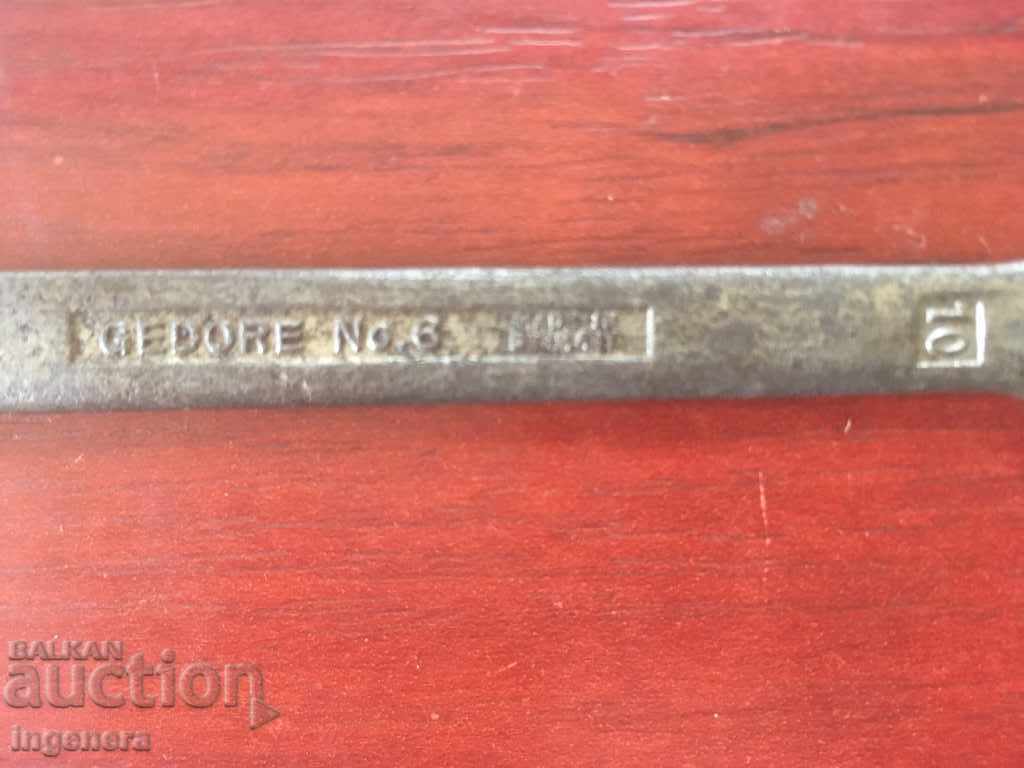 GEDORE No.6
10
BALKAN
auction
ingenera